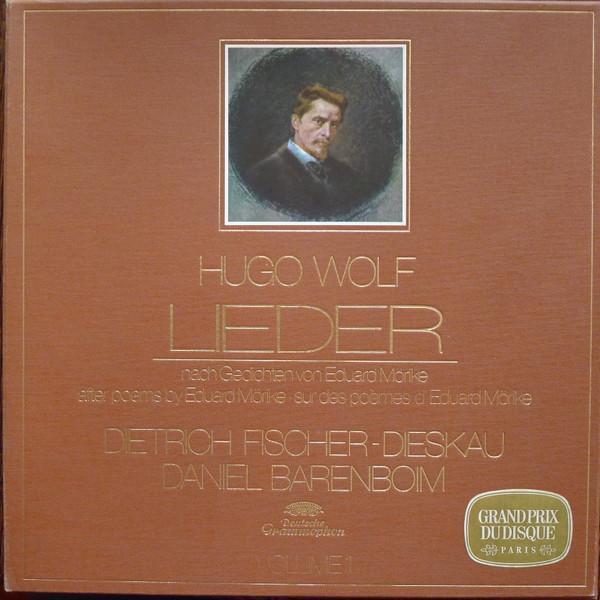 HUGO WOLF
LIEDER
nach Gedichten von Eduard Mörike
after poems by Eduard Mörike · sur des poèmes d'Eduard Mörike
DIETRICH FISCHER-DIESKAU
DANIEL BARENBOIM
Deutsche
Grammophon
VOLUME 1
GRAND PRIX
DU DISQUE
PARIS